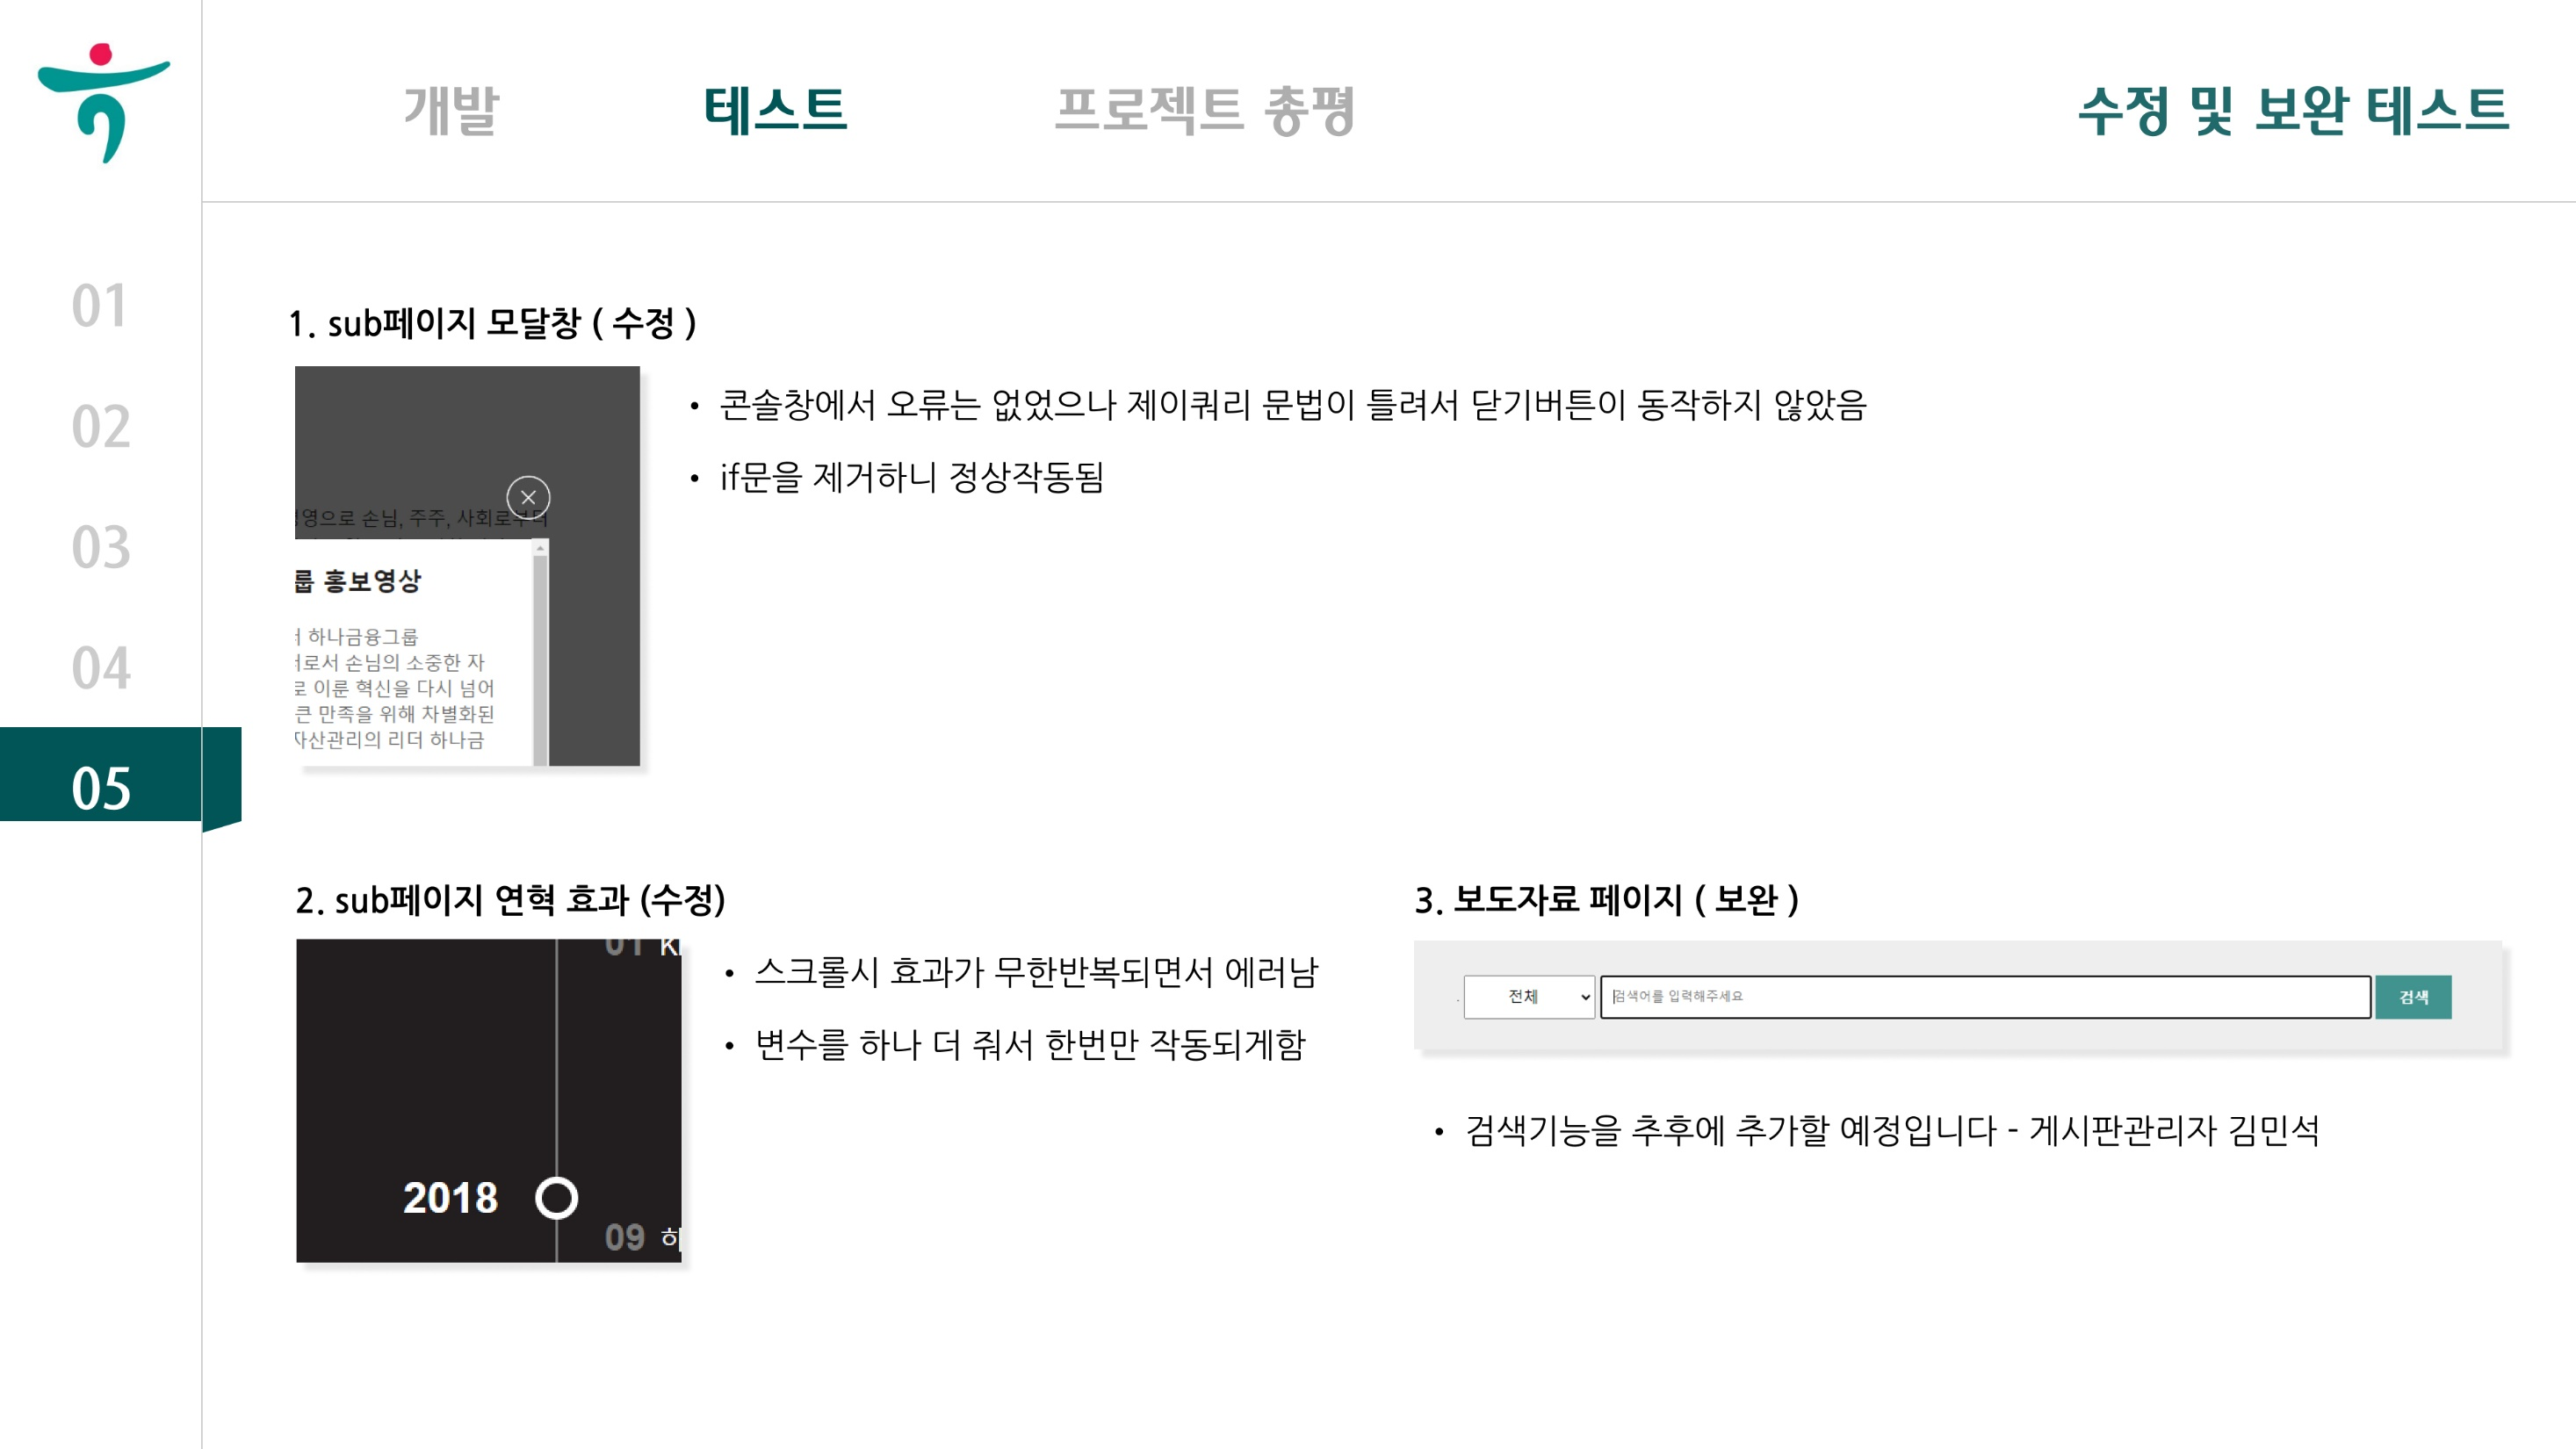 개발
테스트
프로젝트 총평
수정 및 보완 테스트
01
02
03
04
05
1. sub페이지 모달창 ( 수정 )
영으로 손님, 주주, 사회로부터
룹 홍보영상
하나금융그룹
로서 손님의 소중한 자
로 이룬 혁신을 다시 넘어
큰 만족을 위해 차별화된
자산관리의 리더 하나금
• 콘솔창에서 오류는 없었으나 제이쿼리 문법이 틀려서 닫기버튼이 동작하지 않았음
• if문을 제거하니 정상작동됨
2. sub페이지 연혁 효과 (수정)
01
2018
09 하
• 스크롤시 효과가 무한반복되면서 에러남
• 변수를 하나 더 줘서 한번만 작동되게함
3. 보도자료 페이지 ( 보완 )
전체
검색어를 입력해주세요
검색
• 검색기능을 추후에 추가할 예정입니다 - 게시판관리자 김민석